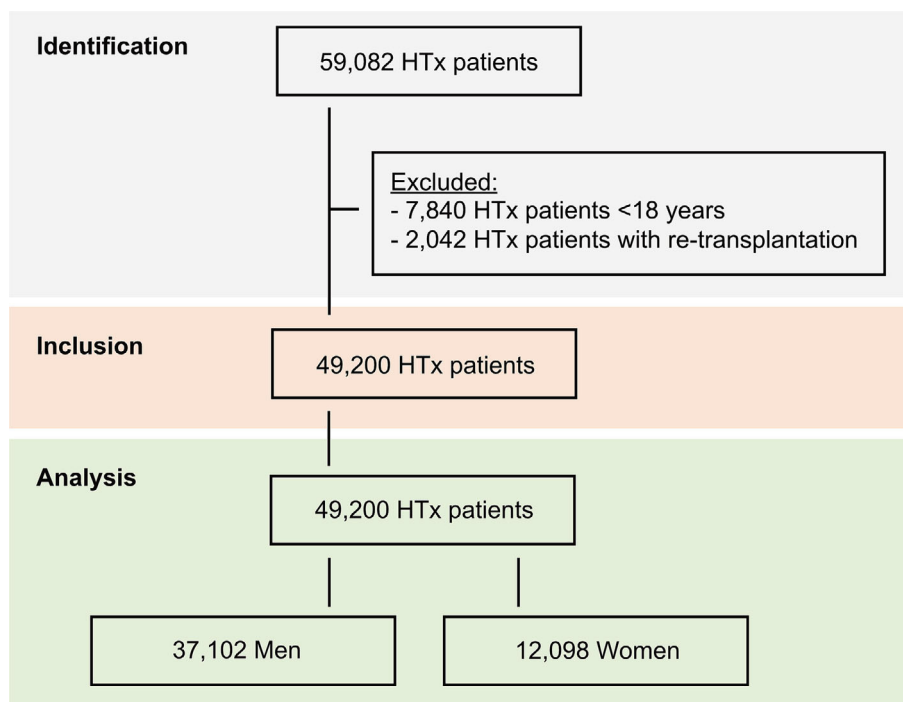 Identification
59,082 HTx patients
Excluded:
- 7,840 HTx patients <18 years
- 2,042 HTx patients with re-transplantation
Inclusion
49,200 HTx patients
Analysis
49,200 HTx patients
37,102 Men
12,098 Women